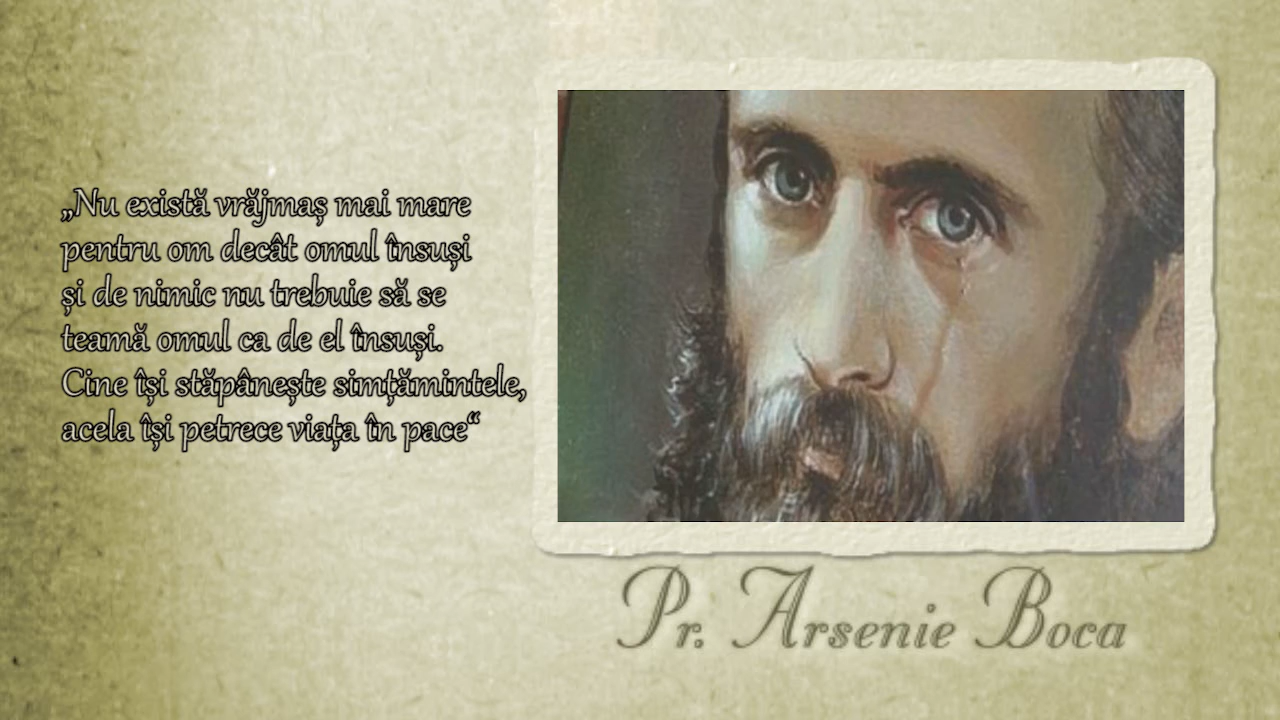 „Nu există vrăjmaș mai mare
pentru om decât omul însuși
și de nimic nu trebuie să se
teamă omul ca de el însuși.
Cine își stăpânește simțămintele,
acela își petrece viața în pace“
Pr. Arsenie Boca